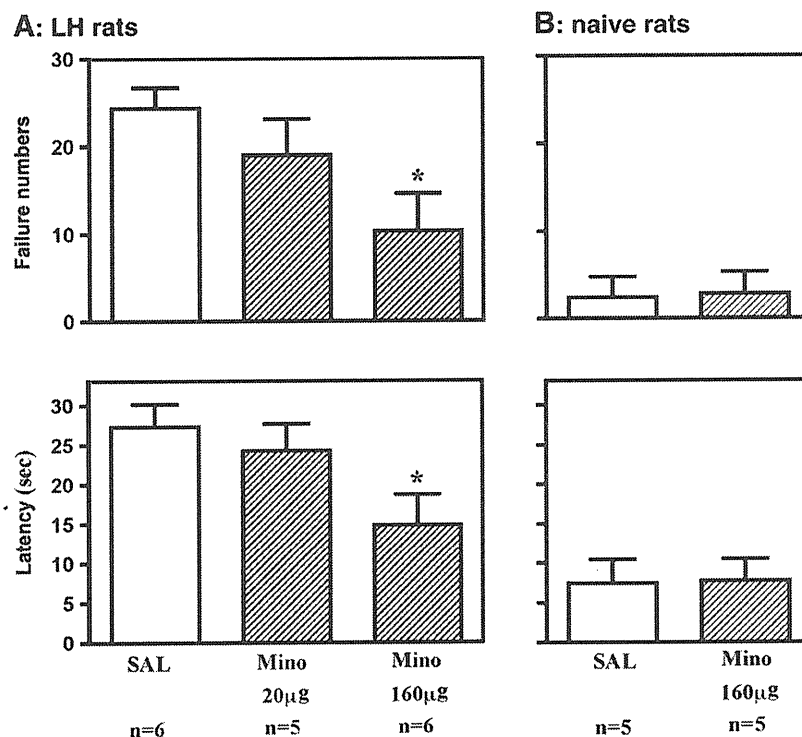 A: LH rats
B: naive rats
Failure numbers
30
20
10
0
*
Latency (sec)
30
25
20
15
10
5
0
*
SAL
Mino
Mino
SAL
Mino
20μg
160μg
160μg
n=6
n=5
n=6
n=5
n=5